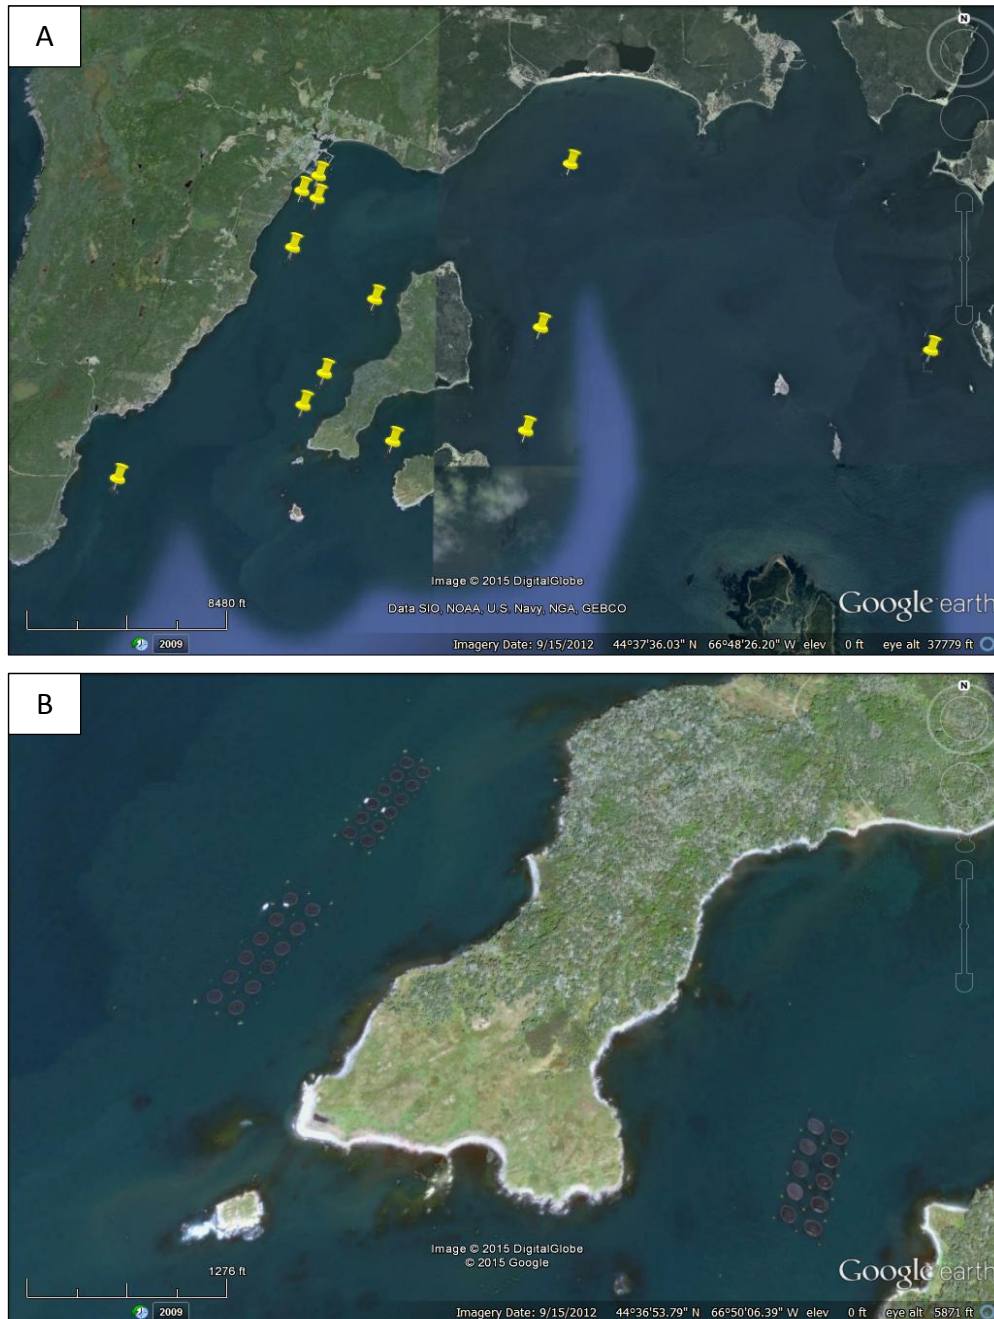 A
N
Image © 2015 DigitalGlobe
Data SIO, NOAA, U.S. Navy, NGA, GEBCO
8480 ft
Google earth
2009
Imagery Date: 9/15/2012 44°37'36.03" N 66°48'26.20" W elev 0 ft eye alt 37779 ft
B
N
Image © 2015 DigitalGlobe
© 2015 Google
1276 ft
Google earth
2009
Imagery Date: 9/15/2012 44°36'53.79" N 66°50'06.39" W elev 0 ft eye alt 5871 ft